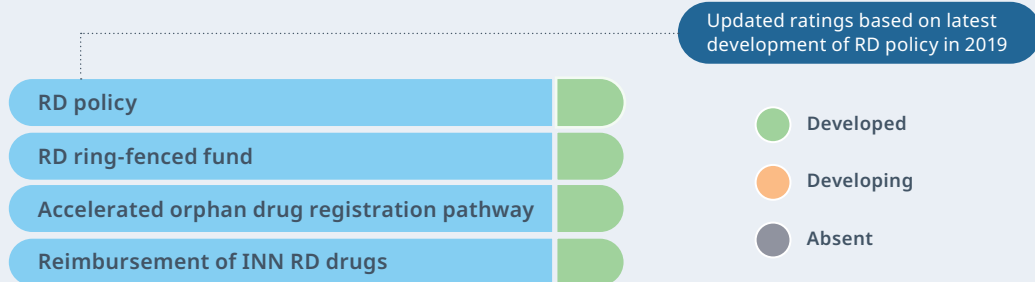 Updated ratings based on latest
development of RD policy in 2019
RD policy
RD ring-fenced fund
Accelerated orphan drug registration pathway
Reimbursement of INN RD drugs
Developed
Developing
Absent